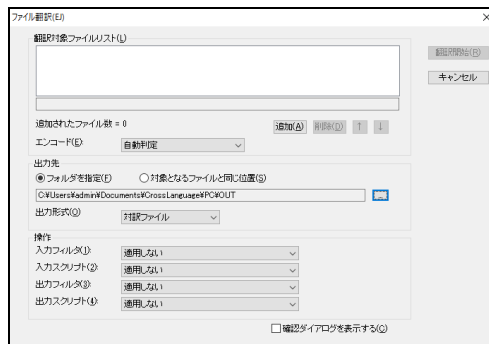 ファイル翻訳(EJ)
翻訳対象ファイルリスト(L)
翻訳開始(R)
キャンセル
追加されたファイル数 = 0
追加(A) 削除(D) ↑ ↓
エンコード(E) 自動判定
出力先
フォルダを指定(F) 対象となるファイルと同じ位置(S)
C:¥Users¥admin¥Documents¥CrossLanguage¥PC¥OUT ...
出力形式(O) 対訳ファイル
操作
入力フィルタ(1): 適用しない
入力スクリプト(2): 適用しない
出力フィルタ(3): 適用しない
出力スクリプト(4): 適用しない
確認ダイアログを表示する(C)